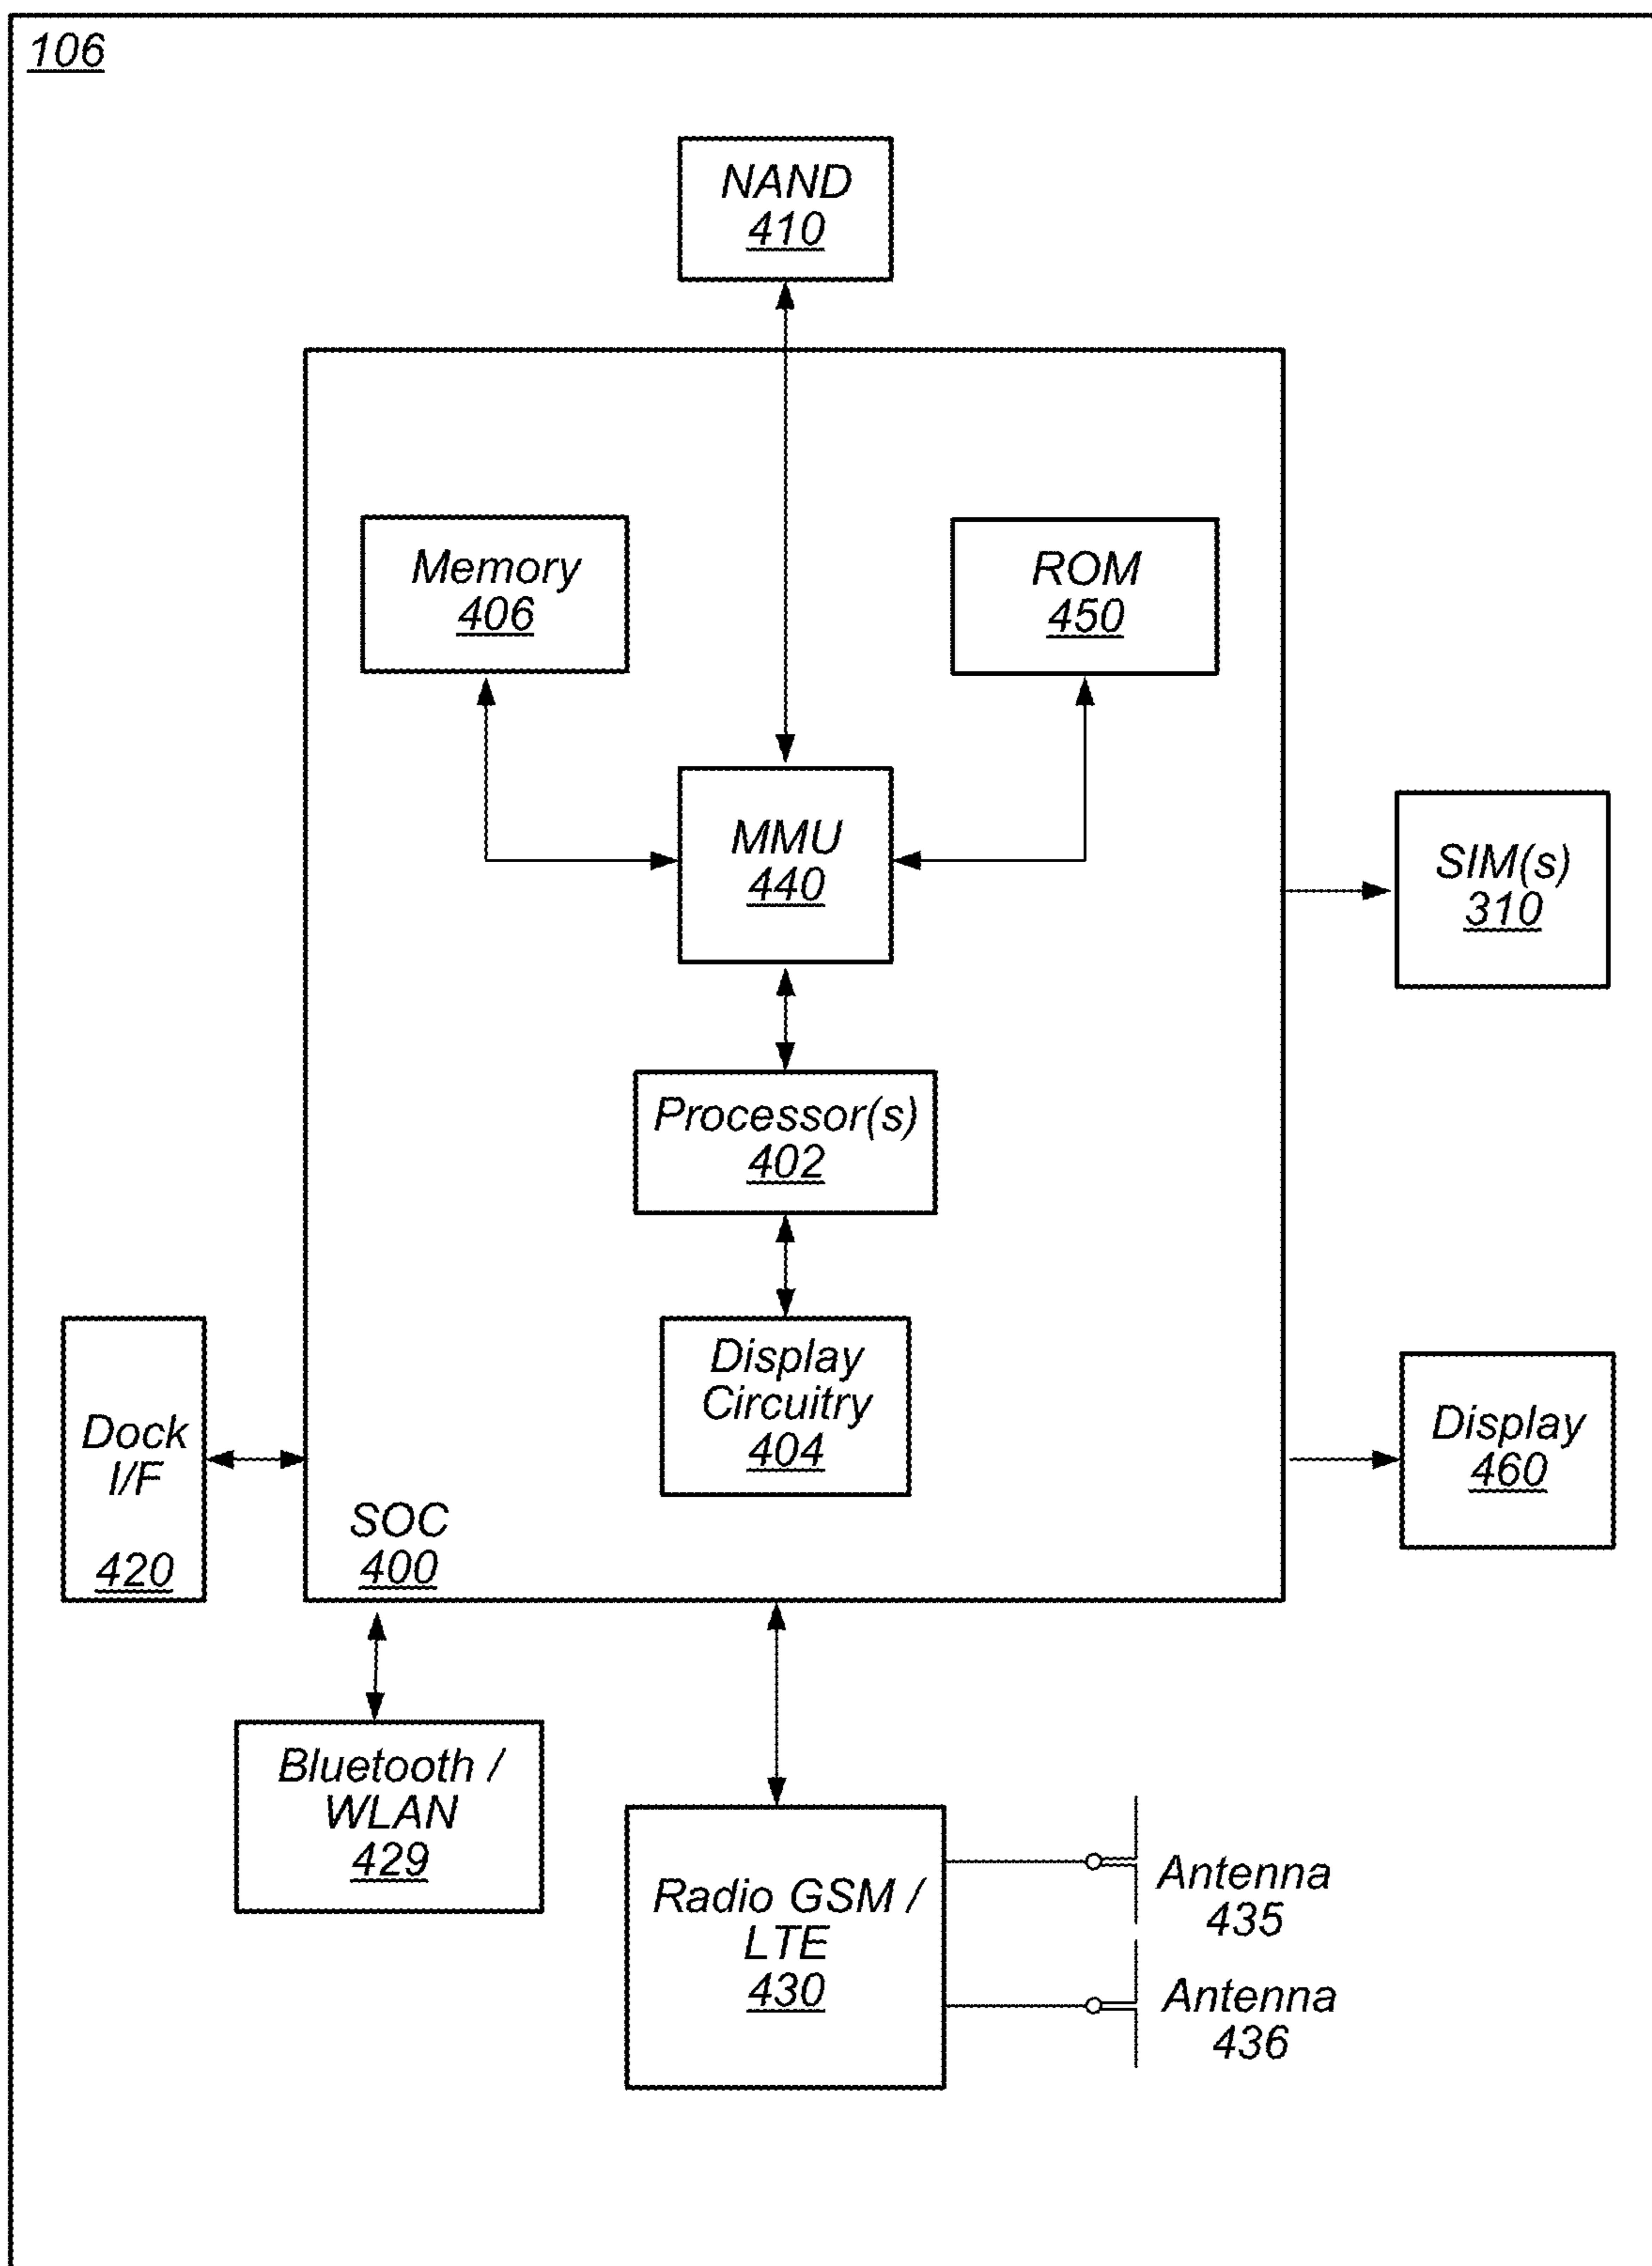 106
NAND
410
Memory
406
ROM
450
MMU
440
SIM(s)
310
Processor(s)
402
Display
Circuitry
404
Dock
I/F
420
Display
460
SOC
400
Bluetooth /
WLAN
429
Radio GSM /
LTE
430
Antenna
435
Antenna
436